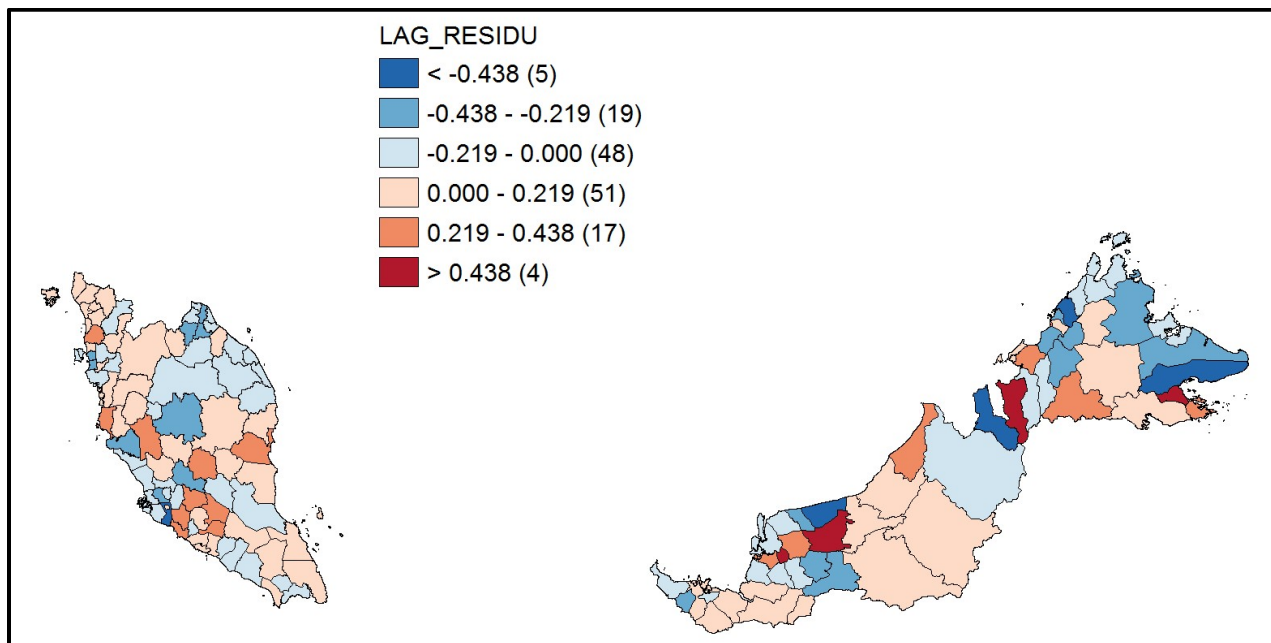 LAG_RESIDU
< -0.438 (5)
-0.438 - -0.219 (19)
-0.219 - 0.000 (48)
0.000 - 0.219 (51)
0.219 - 0.438 (17)
> 0.438 (4)